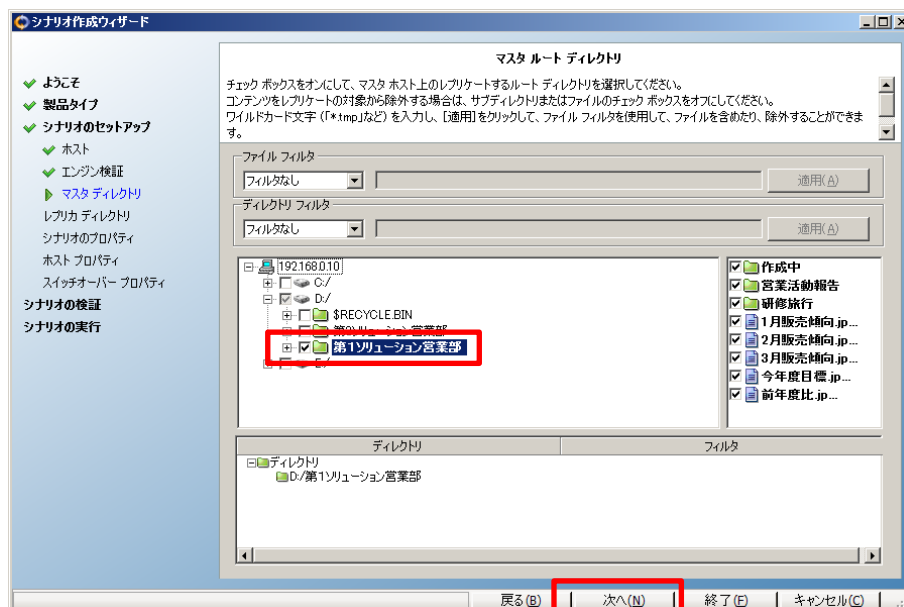 シナリオ作成ウィザード
マスタ ルート ディレクトリ
チェック ボックスをオンにして、マスタ ホスト上のレプリケートするルート ディレクトリを選択してください。
コンテンツをレプリケートの対象から除外する場合は、サブディレクトリまたはファイルのチェック ボックスをオフにしてください。
ワイルドカード文字 (「*.tmp」など) を入力し、[適用]をクリックして、ファイル フィルタを使用して、ファイルを含めたり、除外することができま
す。
ようこそ
製品タイプ
シナリオのセットアップ
ホスト
エンジン検証
マスタ ディレクトリ
レプリカ ディレクトリ
シナリオのプロパティ
ホスト プロパティ
スイッチオーバー プロパティ
シナリオの検証
シナリオの実行
ファイル フィルタ
フィルタなし
適用(A)
ディレクトリ フィルタ
フィルタなし
適用(A)
192.168.0.10
C:/
D:/
$RECYCLE.BIN
第1ソリューション営業部
E:/
作成中
営業活動報告
研修旅行
1月販売傾向.jp...
2月販売傾向.jp...
3月販売傾向.jp...
今年度目標.jp...
前年度比.jp...
ディレクトリ フィルタ
ディレクトリ
D:/第1ソリューション営業部
戻る(B) 次へ(N) 終了(F) キャンセル(C)